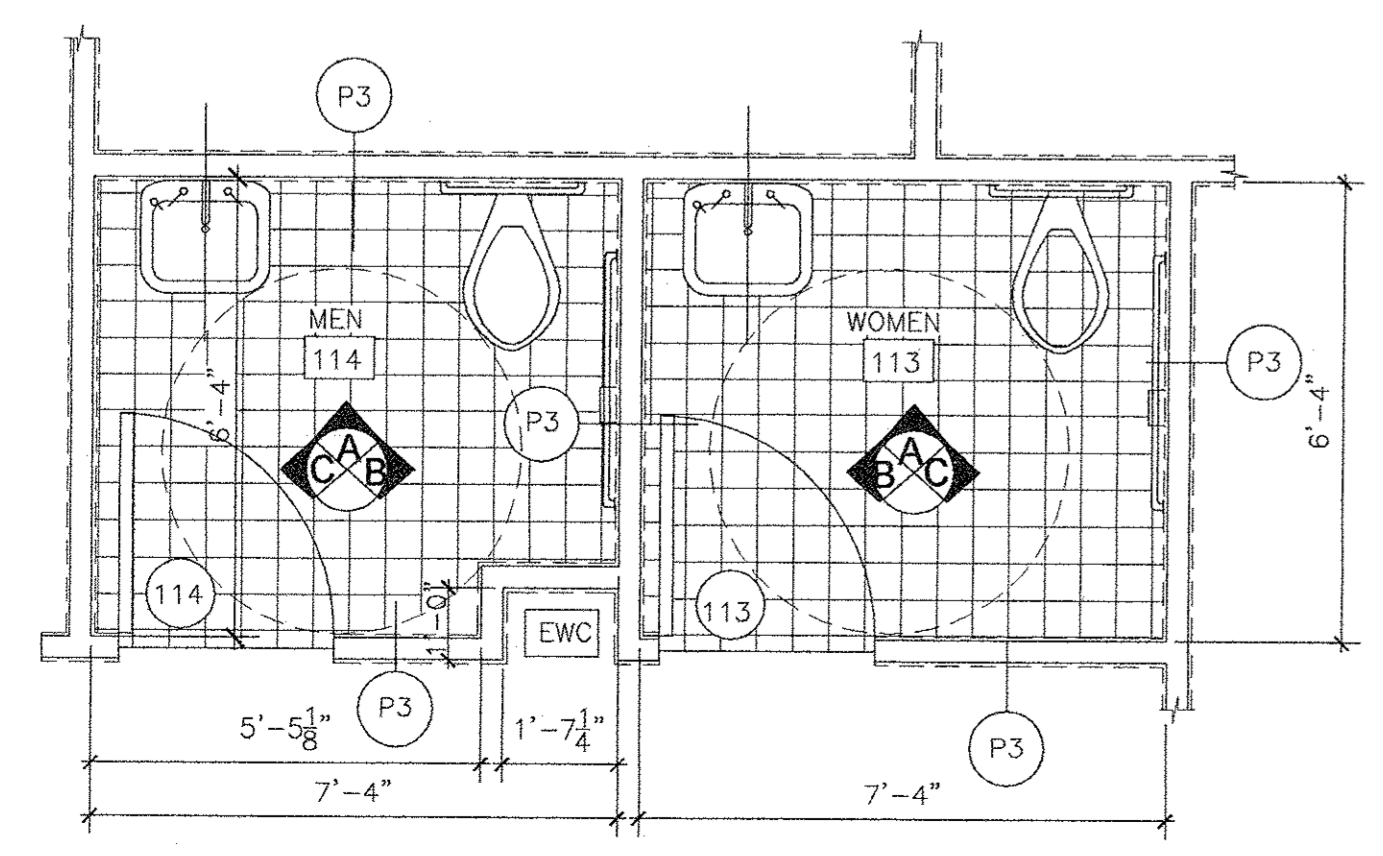 P3
MEN
114
6'-4"
A
C B
P3
114
1'-0"
EWC
P3
WOMEN
113
A
B C
P3
6'-4"
113
P3
5'-5 1/8"
1'-7 1/4"
7'-4"
7'-4"